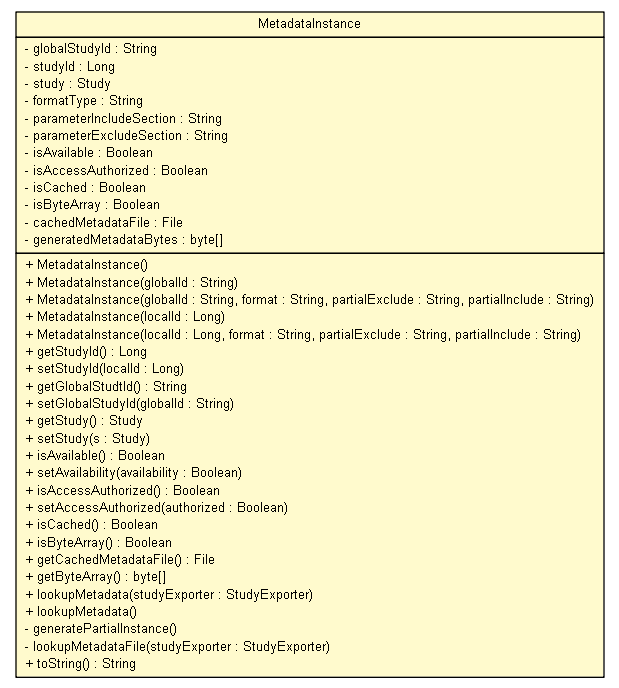 MetadataInstance
- globalStudyId : String
- studyId : Long
- study : Study
- formatType : String
- parameterIncludeSection : String
- parameterExcludeSection : String
- isAvailable : Boolean
- isAccessAuthorized : Boolean
- isCached : Boolean
- isByteArray : Boolean
- cachedMetadataFile : File
- generatedMetadataBytes : byte[]
+ MetadataInstance()
+ MetadataInstance(globalId : String)
+ MetadataInstance(globalId : String, format : String, partialExclude : String, partialInclude : String)
+ MetadataInstance(localId : Long)
+ MetadataInstance(localId : Long, format : String, partialExclude : String, partialInclude : String)
+ getStudyId() : Long
+ setStudyId(localId : Long)
+ getGlobalStudtId() : String
+ setGlobalStudyId(globalId : String)
+ getStudy() : Study
+ setStudy(s : Study)
+ isAvailable() : Boolean
+ setAvailability(availability : Boolean)
+ isAccessAuthorized() : Boolean
+ setAccessAuthorized(authorized : Boolean)
+ isCached() : Boolean
+ isByteArray() : Boolean
+ getCachedMetadataFile() : File
+ getByteArray() : byte[]
+ lookupMetadata(studyExporter : StudyExporter)
+ lookupMetadata()
- generatePartialInstance()
- lookupMetadataFile(studyExporter : StudyExporter)
+ toString() : String